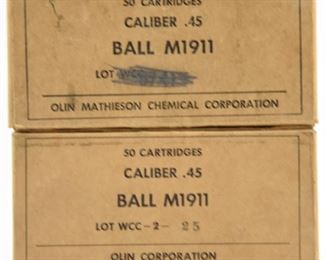 50 CARTRIDGES
CALIBER .45
BALL M1911
LOT WCC-
OLIN MATHIESON CHEMICAL CORPORATION
50 CARTRIDGES
CALIBER .45
BALL M1911
LOT WCC-2- 25
OLIN CORPORATION